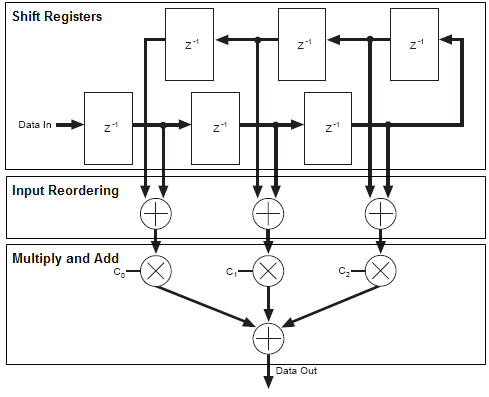 Shift Registers
z⁻¹ z⁻¹ z⁻¹
Data In z⁻¹ z⁻¹ z⁻¹
Input Reordering
Multiply and Add
C₀ C₁ C₂
Data Out